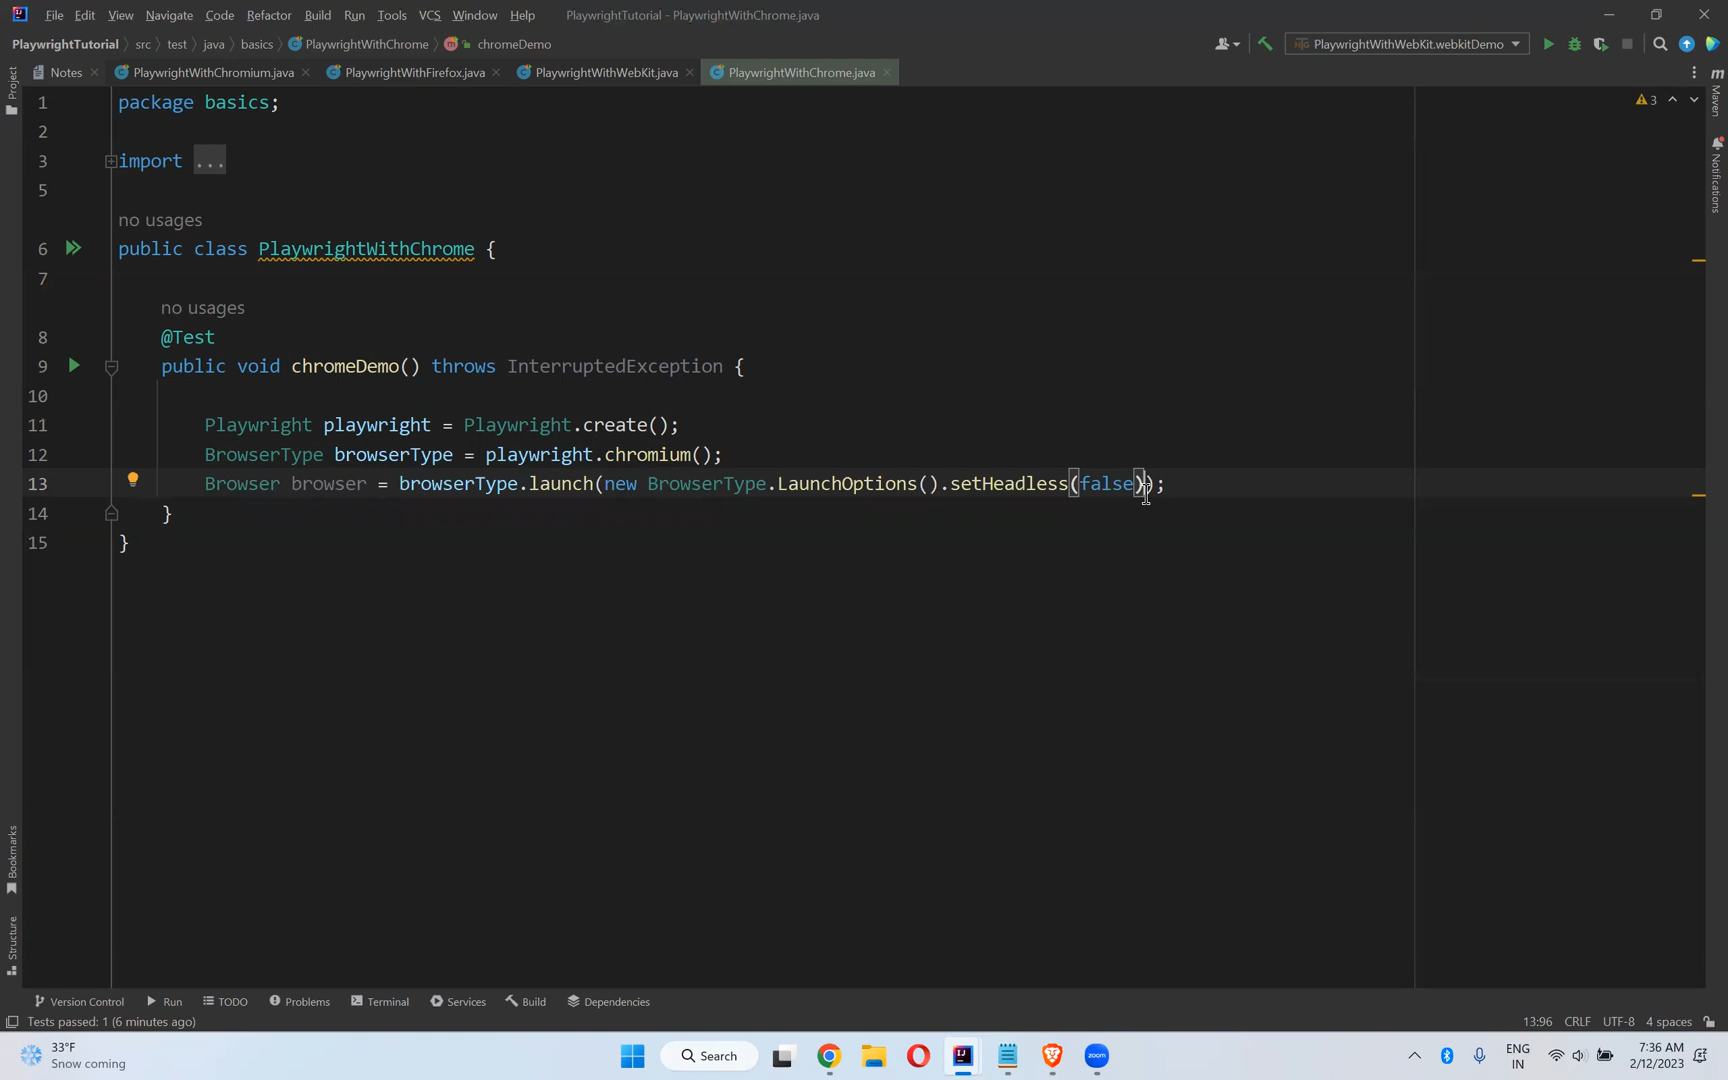 File Edit View Navigate Code Refactor Build Run Tools VCS Window Help PlaywrightTutorial - PlaywrightWithChrome.java
PlaywrightTutorial src test java basics PlaywrightWithChrome chromeDemo PlaywrightWithWebKit.webkitDemo
Notes PlaywrightWithChromium.java PlaywrightWithFirefox.java PlaywrightWithWebKit.java PlaywrightWithChrome.java
Project
Maven
Notifications
3
1 package basics;
2
3 import ...
5
no usages
6 public class PlaywrightWithChrome {
7
no usages
8 @Test
9 public void chromeDemo() throws InterruptedException {
10
11 Playwright playwright = Playwright.create();
12 BrowserType browserType = playwright.chromium();
13 Browser browser = browserType.launch(new BrowserType.LaunchOptions().setHeadless(false));
14 }
15 }
Bookmarks
Structure
Version Control Run TODO Problems Terminal Services Build Dependencies
Tests passed: 1 (6 minutes ago) 13:96 CRLF UTF-8 4 spaces
33°F
Snow coming
Search
zoom
ENG
IN
7:36 AM
2/12/2023